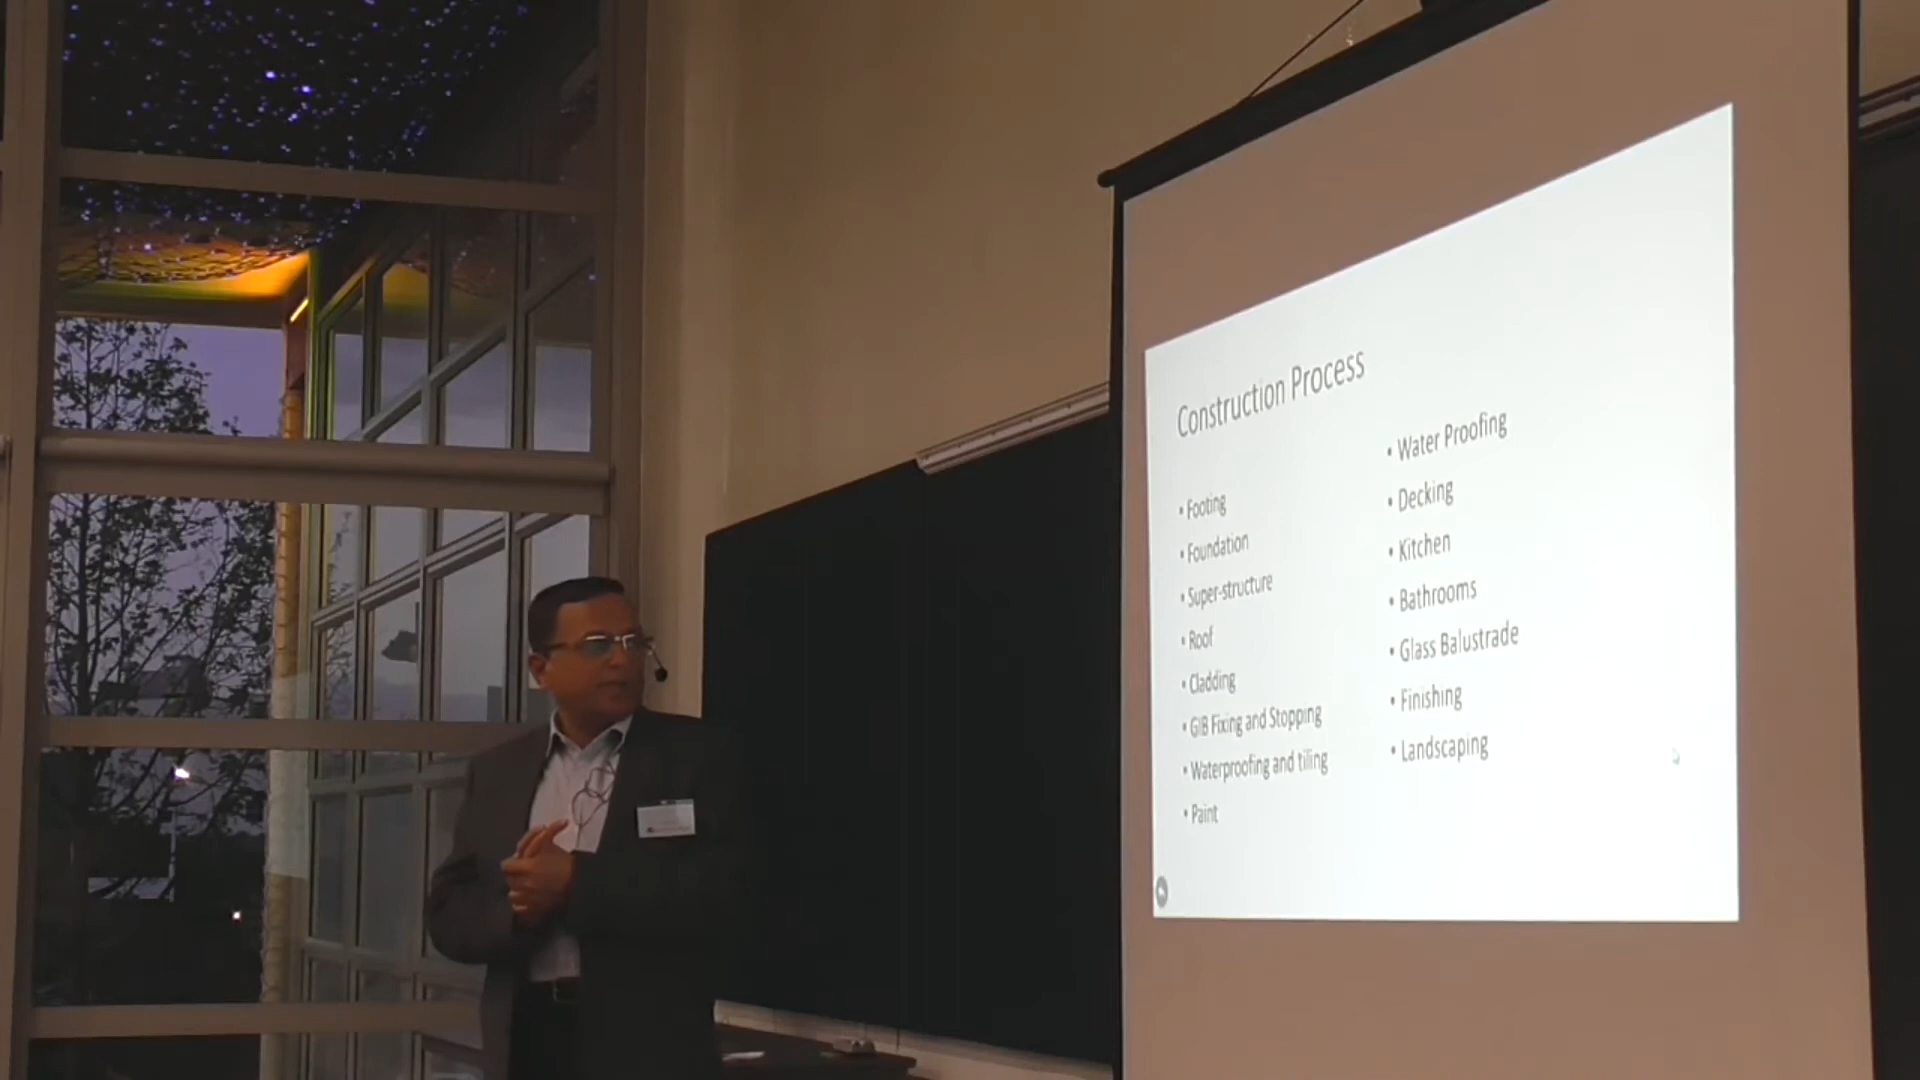 Construction Process
• Footing
• Foundation
• Super-structure
• Roof
• Cladding
• GIB Fixing and Stopping
• Waterproofing and tiling
• Paint
• Water Proofing
• Decking
• Kitchen
• Bathrooms
• Glass Balustrade
• Finishing
• Landscaping